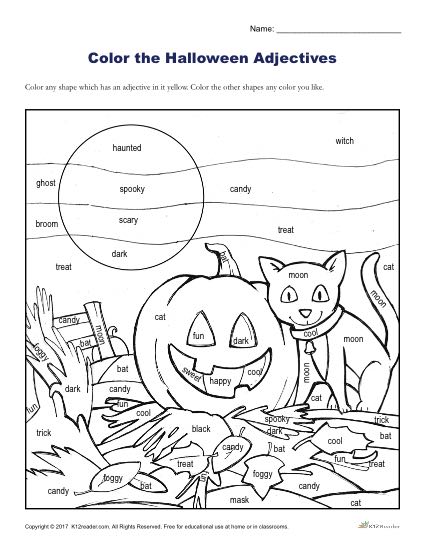 Name: ____________________
Color the Halloween Adjectives
Color any shape which has an adjective in it yellow. Color the other shapes any color you like.
haunted
witch
ghost
spooky
candy
broom
scary
treat
dark
bat
treat
moon
cat
moon
candy
moon
bat
foggy
cat
fun
dark
cool
moon
sweet
happy
cool
moon
bat
dark
candy
fun
fun
cool
cat
trick
black
spooky
dark
trick
candy
bat
cool
bat
treat
fun
treat
foggy
foggy
candy
bat
mask
candy
cat
Copyright © 2017 K12reader.com. All Rights Reserved. Free for educational use at home or in classrooms.
K12Reader